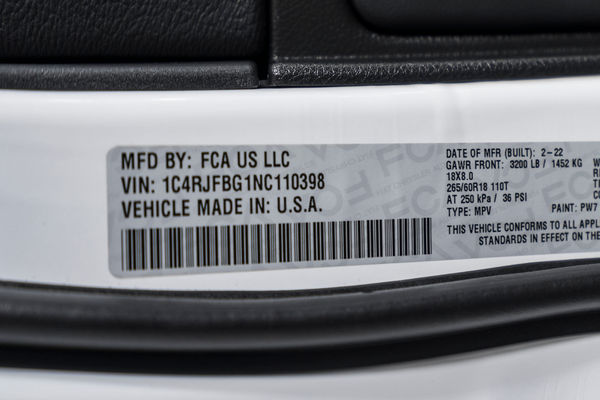 MFD BY: FCA US LLC
VIN: 1C4RJFBG1NC110398
VEHICLE MADE IN: U.S.A.
DATE OF MFR (BUILT): 2-22
GAWR FRONT: 3200 LB / 1452 KG
18X8.0
265/60R18 110T
AT 250 kPa / 36 PSI
TYPE: MPV PAINT: PW7
THIS VEHICLE CONFORMS TO ALL APPL
STANDARDS IN EFFECT ON THE